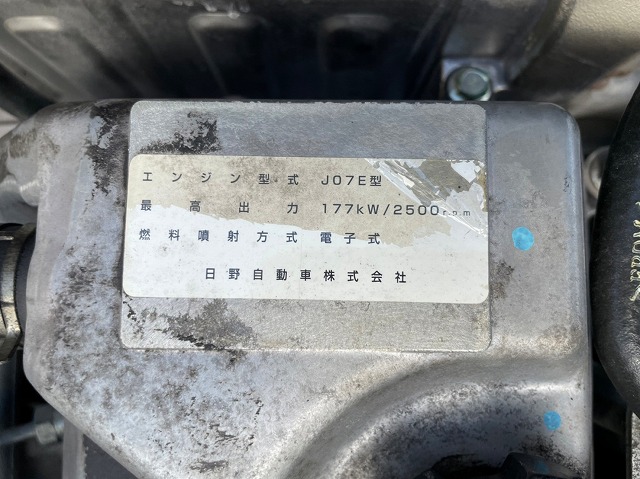 エンジン型式 J07E型
最高出力 177kW/2500rpm
燃料噴射方式 電子式
日野自動車株式会社